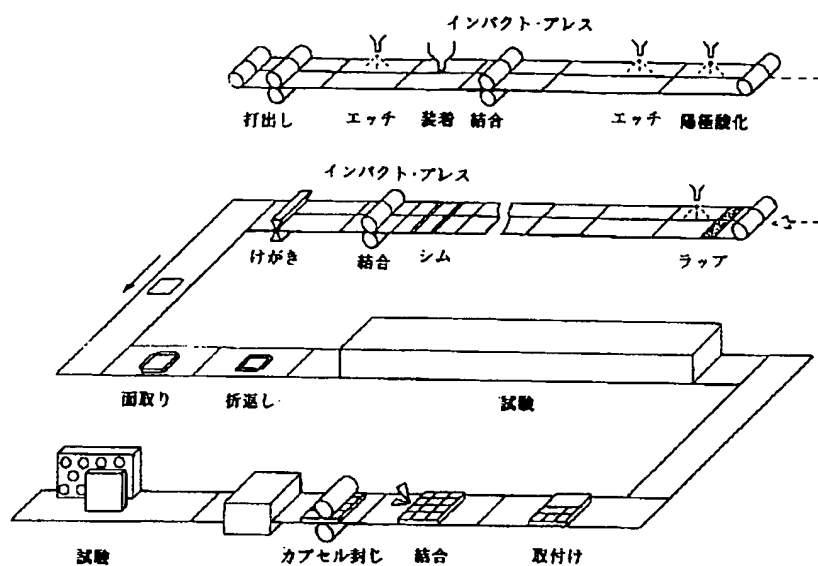 インパクト・プレス
打出し エッチ 装着 結合 エッチ 陽極酸化
インパクト・プレス
けがき 結合 シム ラップ
面取り 折返し 試験
試験 カプセル封じ 結合 取付け